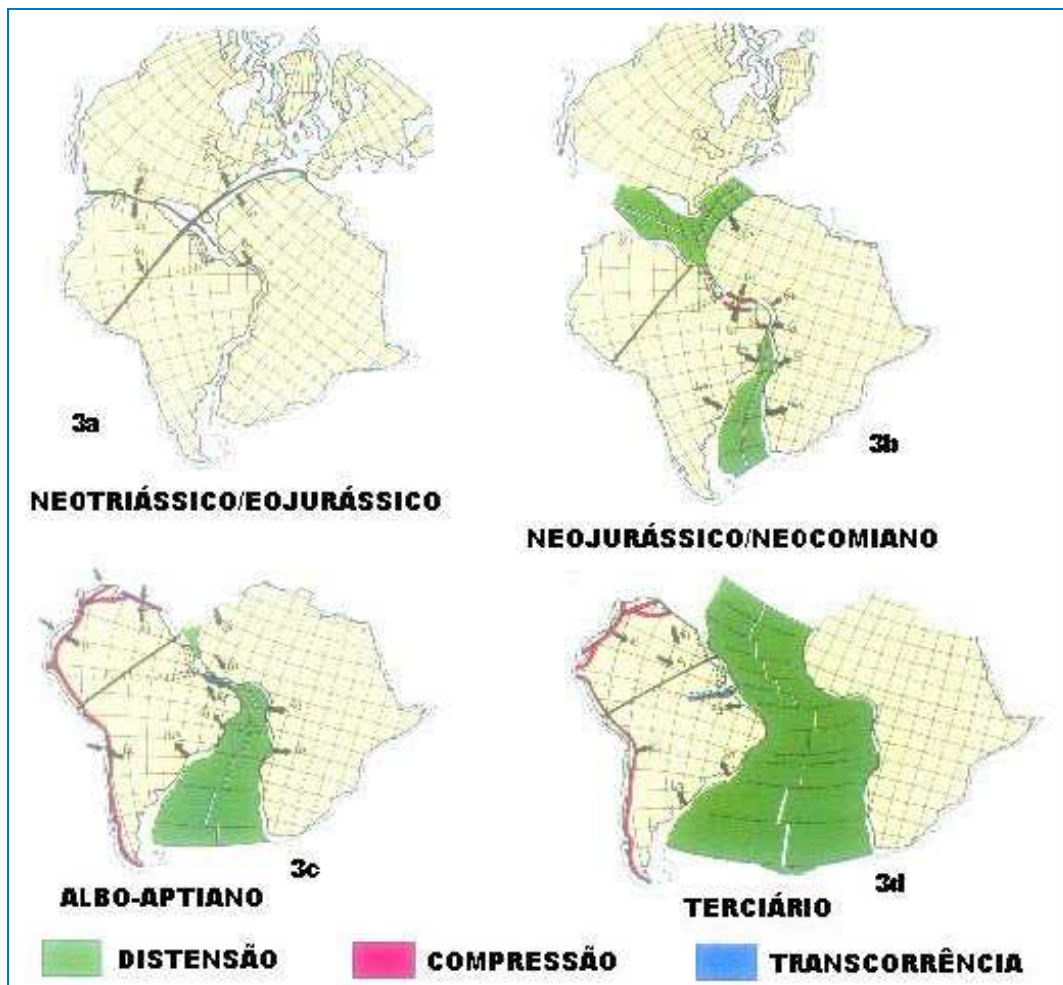 3a
NEOTRIÁSSICO/EOJURÁSSICO
3b
NEOJURÁSSICO/NEOCOMIANO
3c
ALBO-APTIANO
3d
TERCIÁRIO
DISTENSÃO
COMPRESSÃO
TRANSCORRÊNCIA